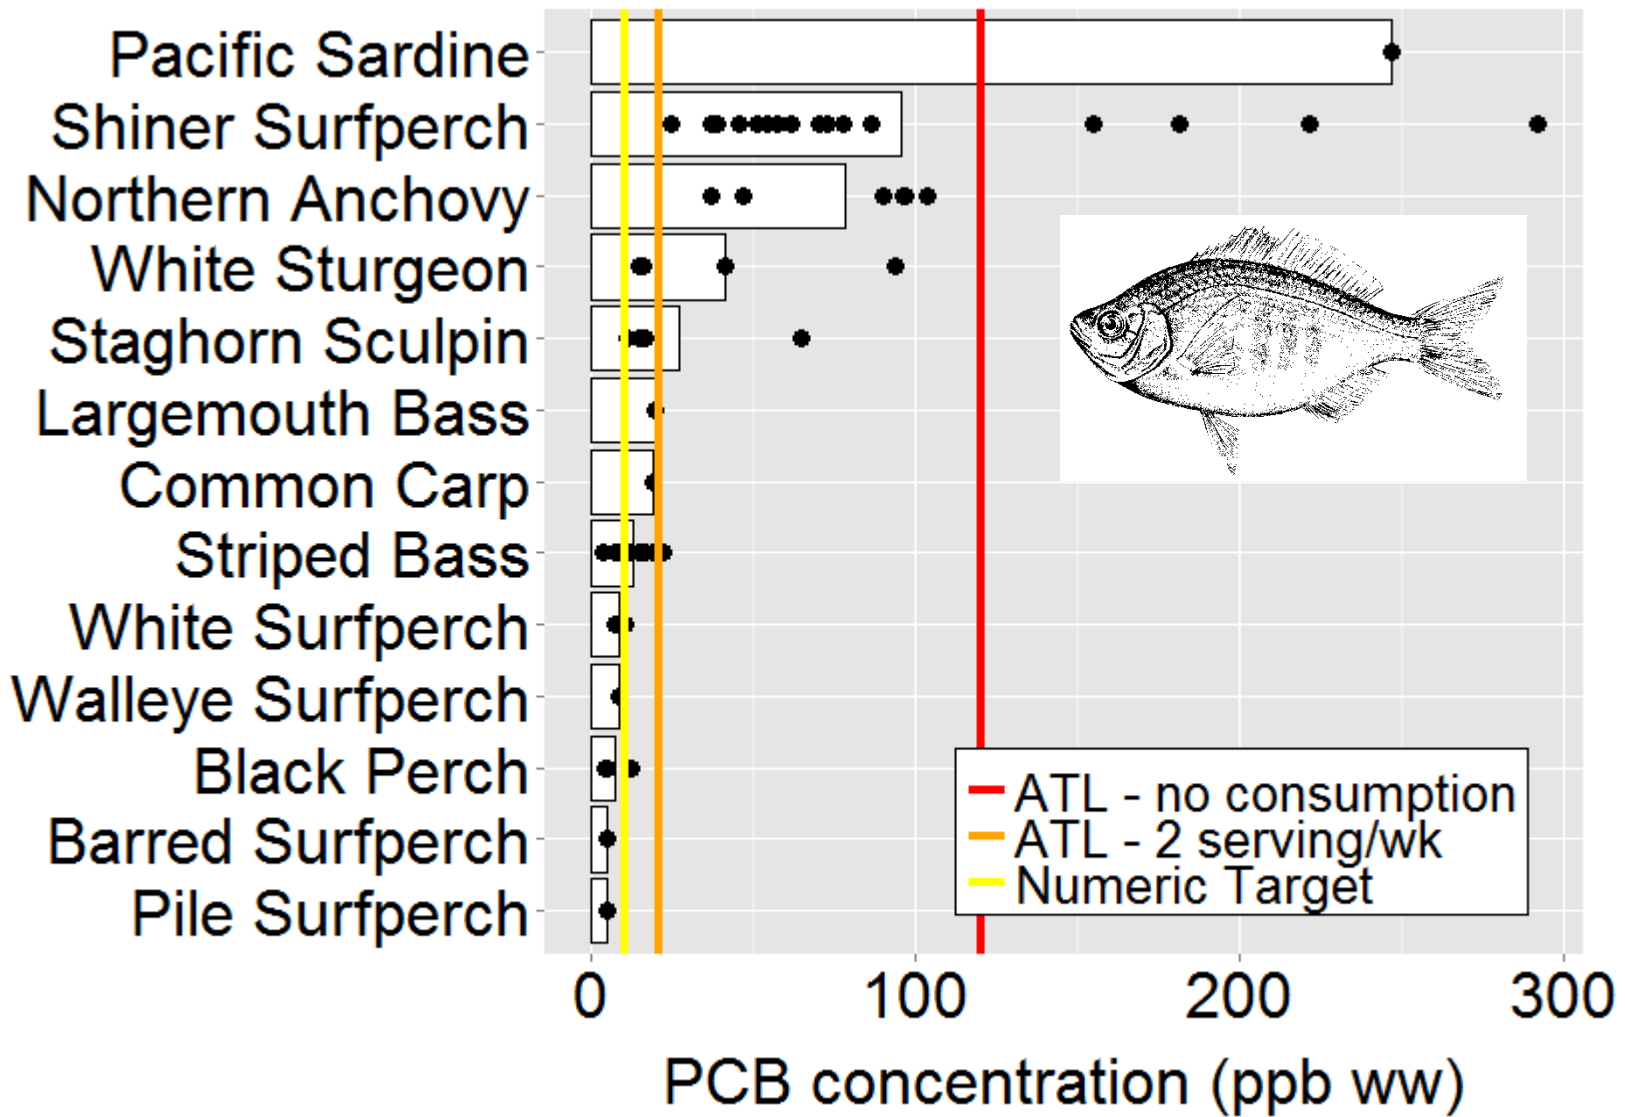 Pacific Sardine
Shiner Surfperch
Northern Anchovy
White Sturgeon
Staghorn Sculpin
Largemouth Bass
Common Carp
Striped Bass
White Surfperch
Walleye Surfperch
Black Perch
Barred Surfperch
Pile Surfperch
ATL - no consumption
ATL - 2 serving/wk
Numeric Target
0 100 200 300
PCB concentration (ppb ww)